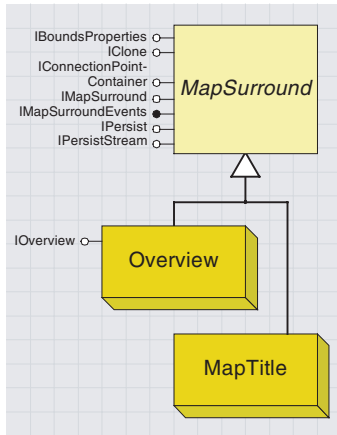 IBoundsProperties
IClone
IConnectionPoint-
Container
IMapSurround
IMapSurroundEvents
IPersist
IPersistStream
MapSurround
IOverview
Overview
MapTitle